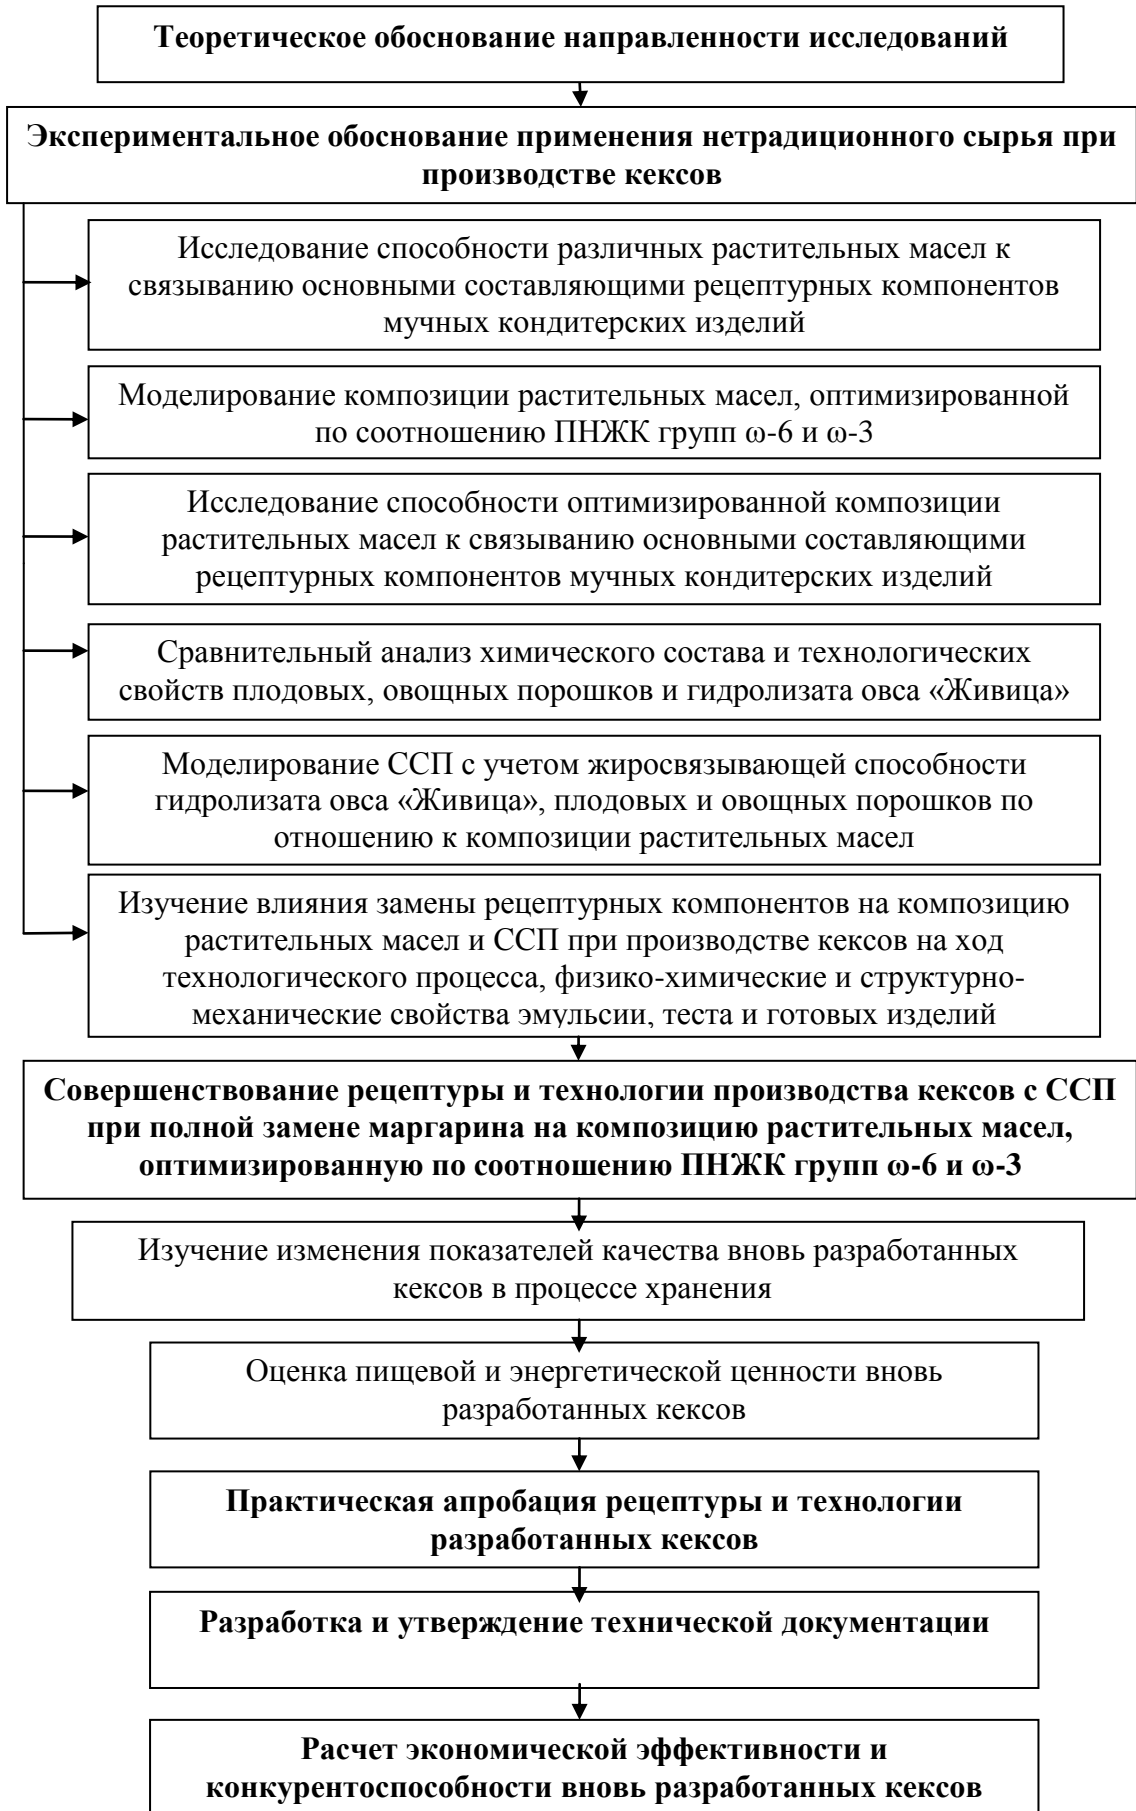 Теоретическое обоснование направленности исследований
Экспериментальное обоснование применения нетрадиционного сырья при
производстве кексов
Исследование способности различных растительных масел к
связыванию основными составляющими рецептурных компонентов
мучных кондитерских изделий
Моделирование композиции растительных масел, оптимизированной
по соотношению ПНЖК групп ω-6 и ω-3
Исследование способности оптимизированной композиции
растительных масел к связыванию основными составляющими
рецептурных компонентов мучных кондитерских изделий
Сравнительный анализ химического состава и технологических
свойств плодовых, овощных порошков и гидролизата овса «Живица»
Моделирование ССП с учетом жиросвязывающей способности
гидролизата овса «Живица», плодовых и овощных порошков по
отношению к композиции растительных масел
Изучение влияния замены рецептурных компонентов на композицию
растительных масел и ССП при производстве кексов на ход
технологического процесса, физико-химические и структурно-
механические свойства эмульсии, теста и готовых изделий
Совершенствование рецептуры и технологии производства кексов с ССП
при полной замене маргарина на композицию растительных масел,
оптимизированную по соотношению ПНЖК групп ω-6 и ω-3
Изучение изменения показателей качества вновь разработанных
кексов в процессе хранения
Оценка пищевой и энергетической ценности вновь
разработанных кексов
Практическая апробация рецептуры и технологии
разработанных кексов
Разработка и утверждение технической документации
Расчет экономической эффективности и
конкурентоспособности вновь разработанных кексов